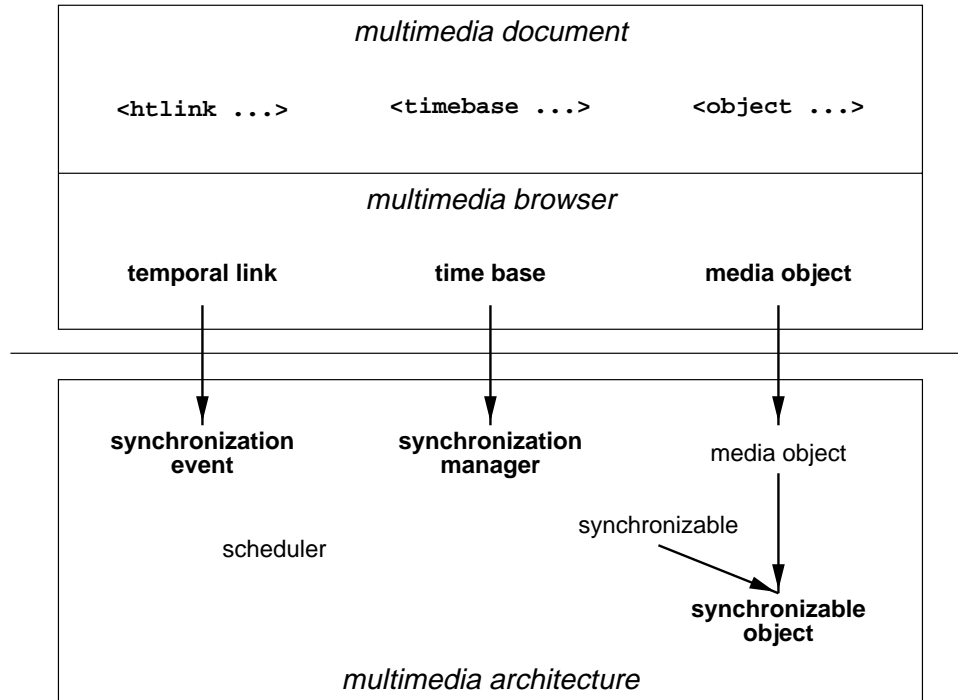 multimedia document
<htlink ...> <timebase ...> <object ...>
multimedia browser
temporal link time base media object
synchronization
event
synchronization
manager
media object
synchronizable
scheduler
synchronizable
object
multimedia architecture